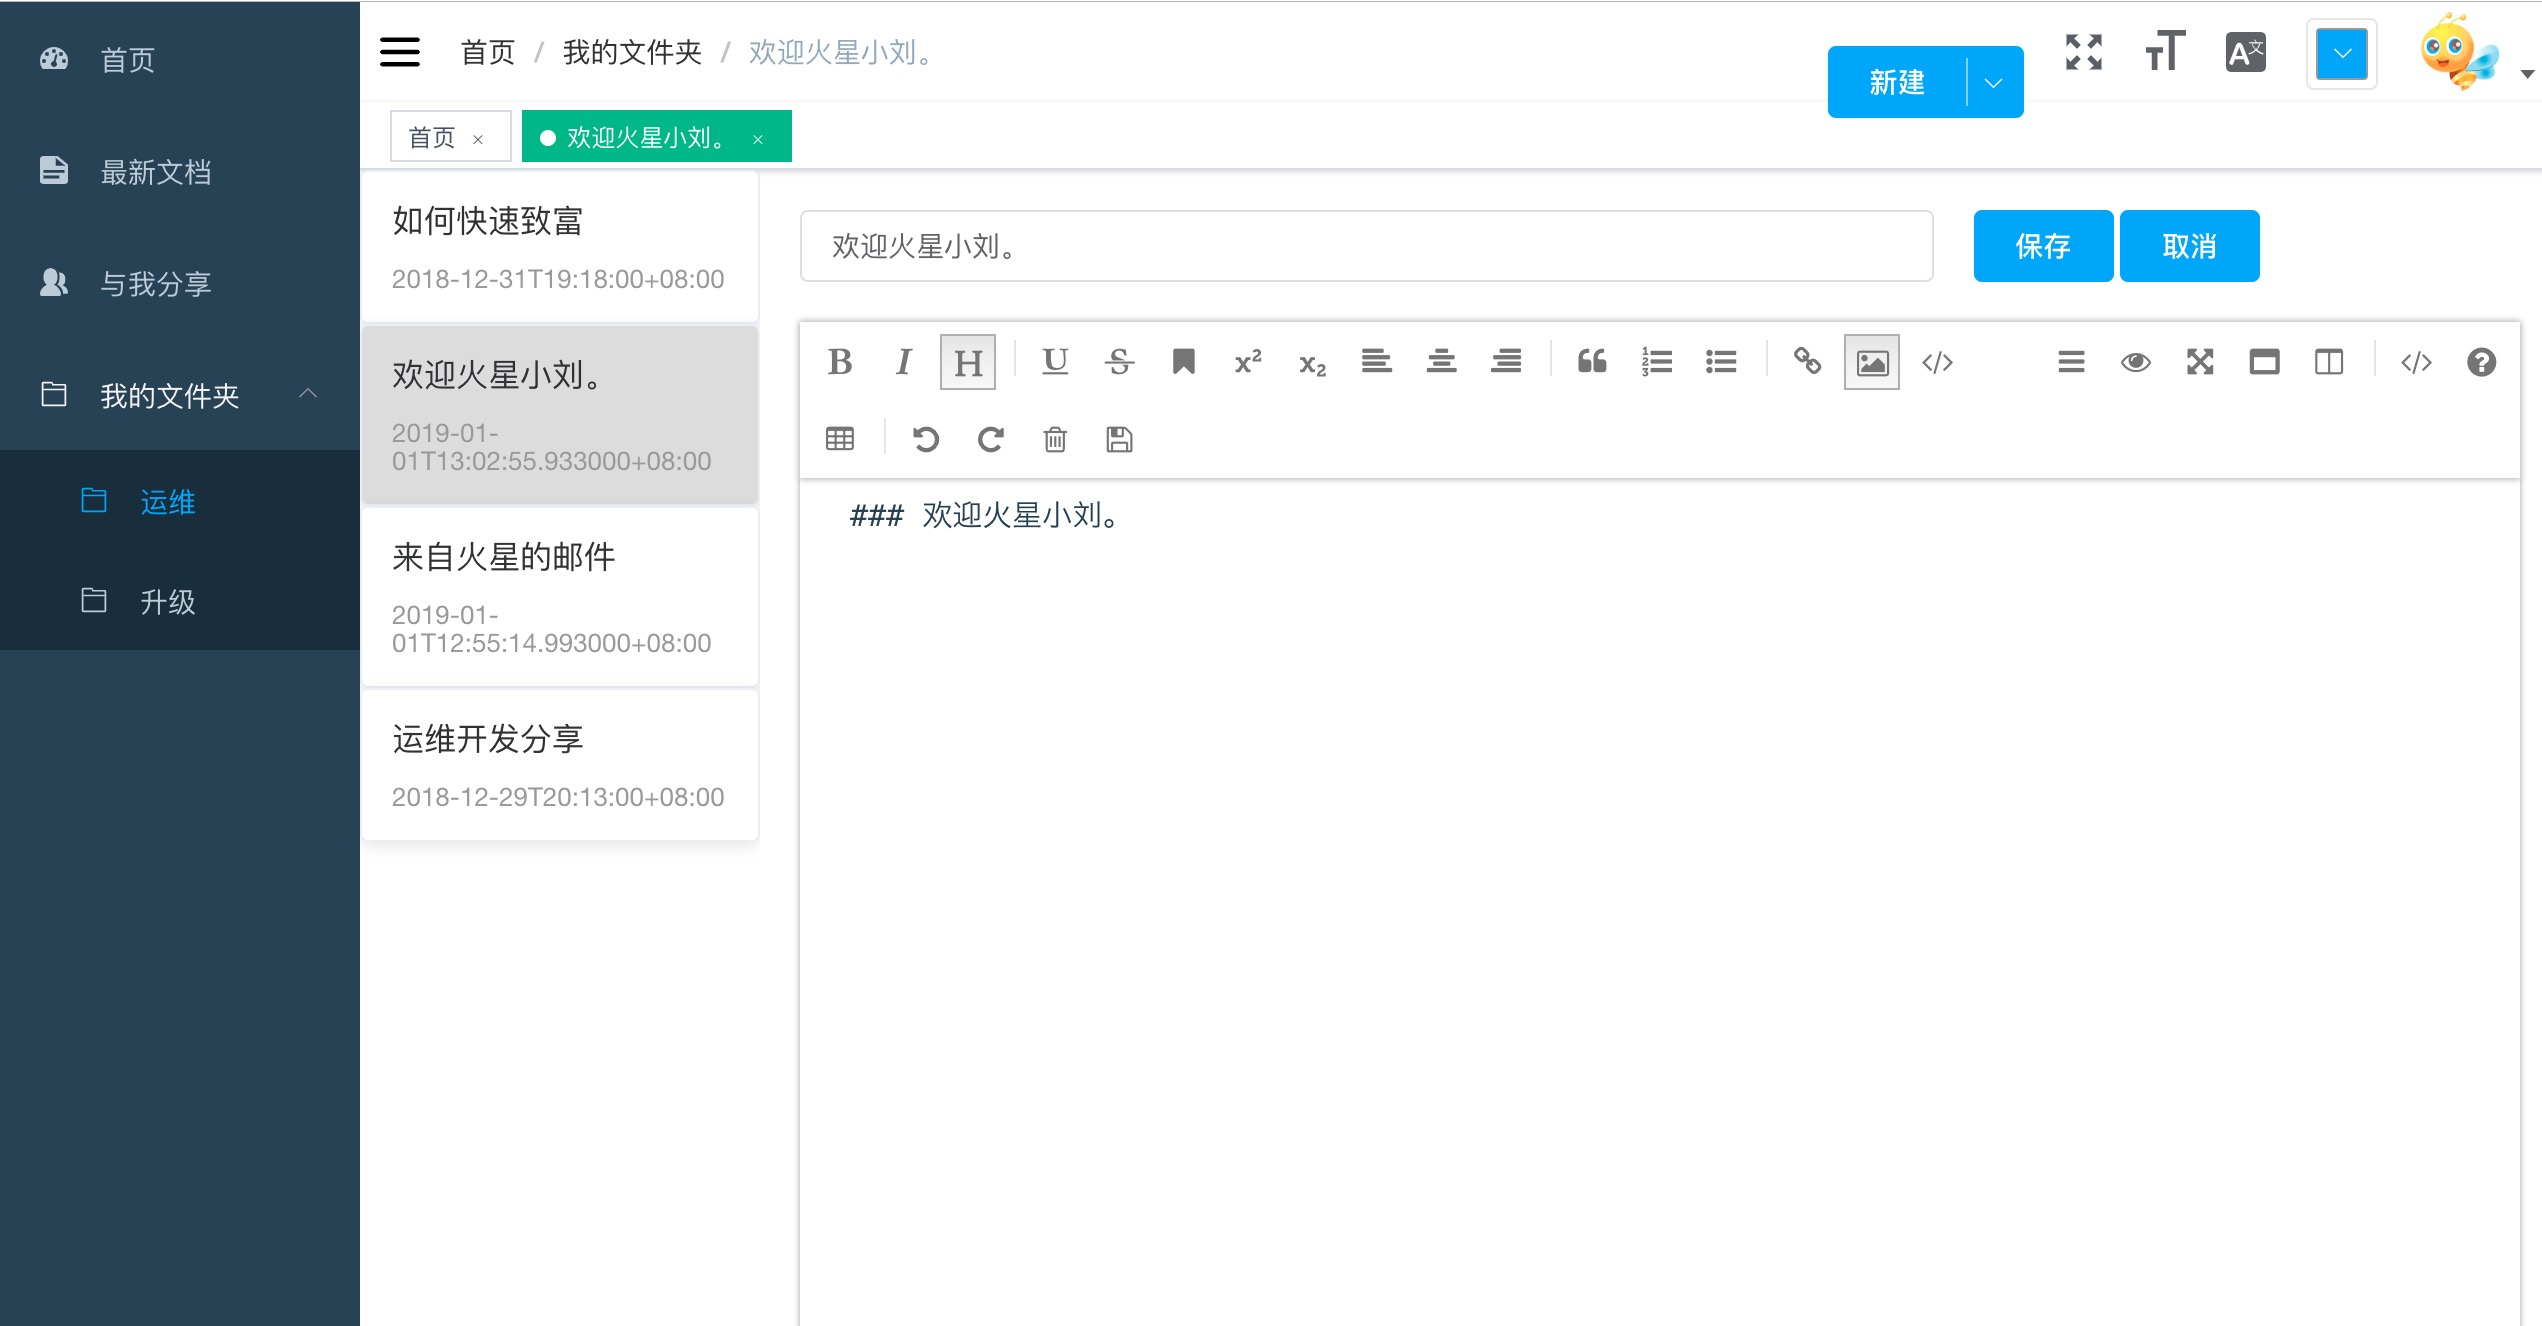 首页
最新文档
与我分享
我的文件夹
运维
升级
首页 / 我的文件夹 / 欢迎火星小刘。
新建
首页 ×
欢迎火星小刘。 ×
如何快速致富
2018-12-31T19:18:00+08:00
欢迎火星小刘。
2019-01-
01T13:02:55.933000+08:00
来自火星的邮件
2019-01-
01T12:55:14.993000+08:00
运维开发分享
2018-12-29T20:13:00+08:00
欢迎火星小刘。
保存
取消
### 欢迎火星小刘。